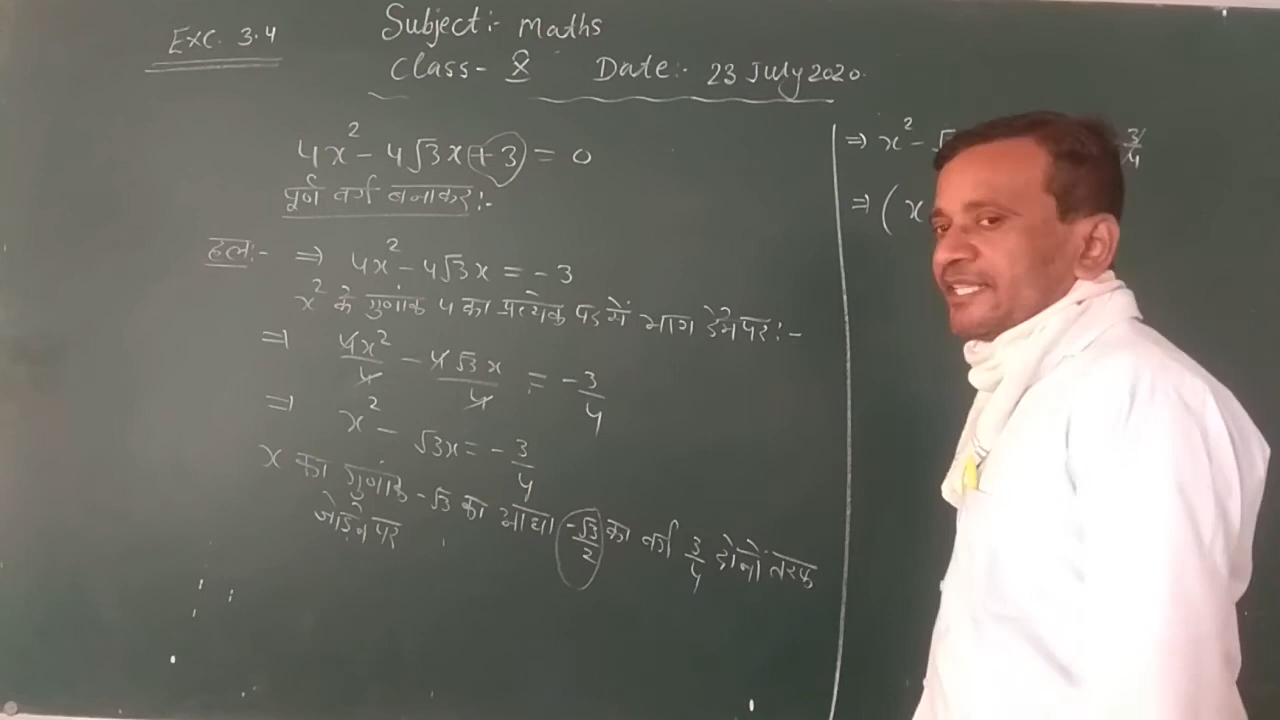 Exc. 3.4
Subject:- Maths
Class- X Date:- 23 July 2020
4x² - 4√3x + 3 = 0
पूर्ण वर्ग बनाकर:-
हल:- ⇒ 4x² - 4√3x = - 3
x² के गुणांक 4 का प्रत्येक पद में भाग देने पर:-
⇒ 4x²/4 - 4√3x/4 = -3/4
⇒ x² - √3x = - 3/4
x का गुणांक -√3 का आधा -√3/2 का वर्ग 3/4 दोनों तरफ
जोड़ने पर
⇒ x² - √ 3/4
⇒ (x